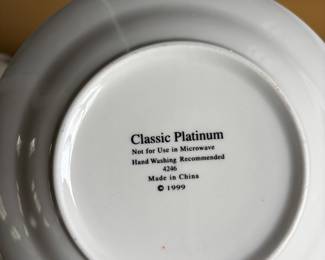 Classic Platinum
Not for Use in Microwave
Hand Washing Recommended
4246
Made in China
© 1999